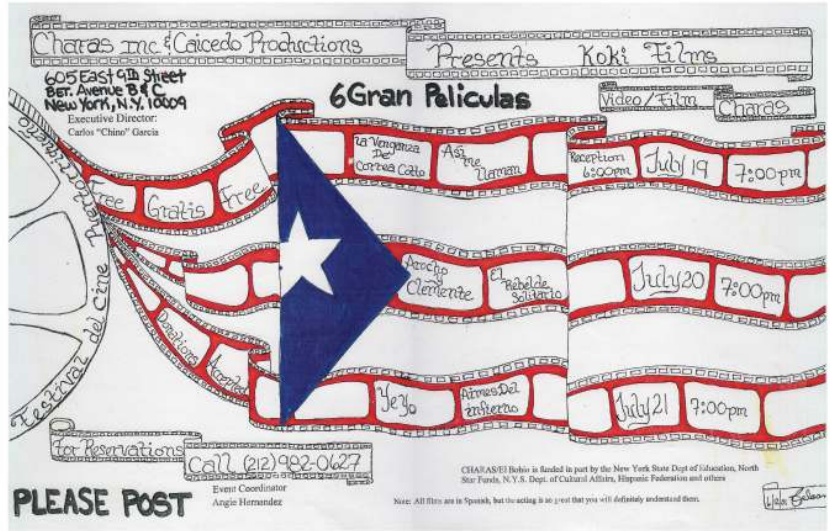 Charas Inc & Caicedo Productions
Presents Koki Films
605 East 9th Street
BET. Avenue B & C
New York, N.Y. 10009
Executive Director:
Carlos "Chino" Garcia
6 Gran Peliculas
Video/Film Charas
Festival del Cine Puertorriqueño
Free Gratis Free
La Venganza
De
Correa Cotto
Asi
me
llaman
Reception
6:00pm
July 19
7:00pm
Arocho
y
Clemente
El
Rebelde
Solitario
July 20
7:00pm
Donations
Accepted
Yeyo
Aimes Del
infierno
July 21
7:00pm
For Reservations
Call (212) 982-0627
Event Coordinator
Angie Hernandez
PLEASE POST
CHARAS/El Bohio is funded in part by the New York State Dept of Education, North
Star Funds, N.Y.S. Dept. of Cultural Affairs, Hispanic Federation and others
Note: All films are in Spanish, but the acting is so great that you will definitely understand them.